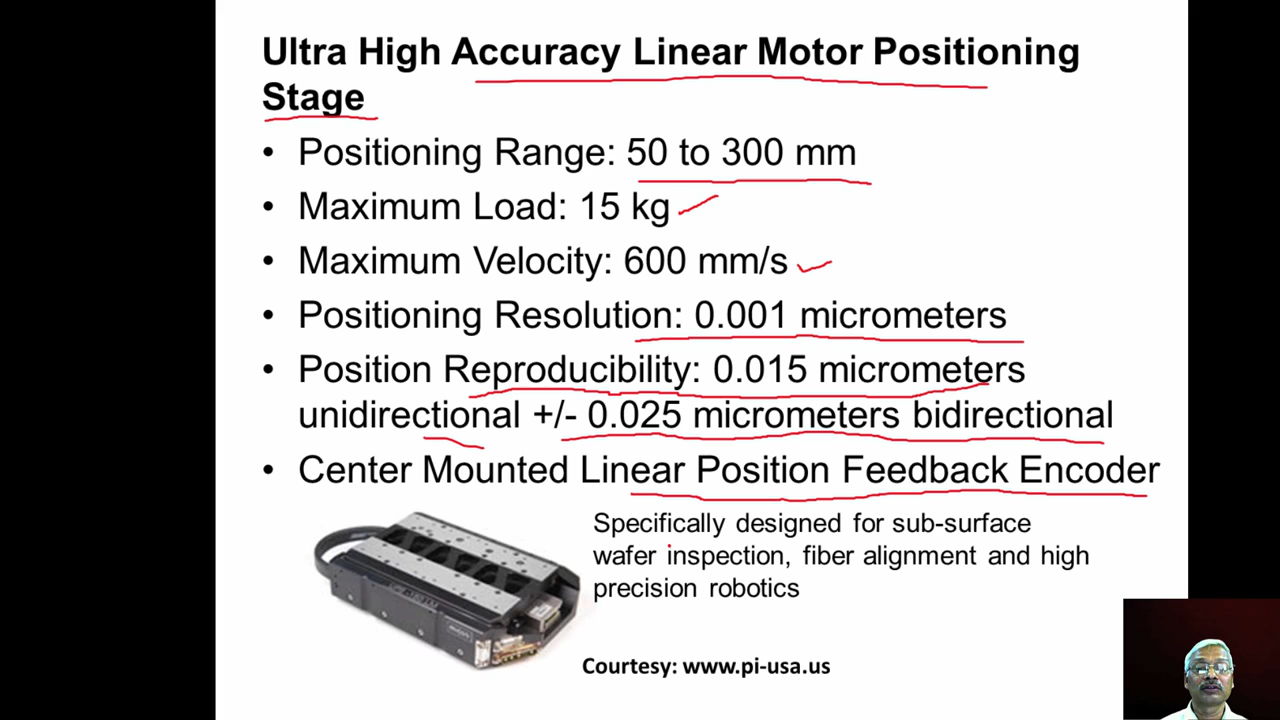 Ultra High Accuracy Linear Motor Positioning
Stage
• Positioning Range: 50 to 300 mm
• Maximum Load: 15 kg
• Maximum Velocity: 600 mm/s
• Positioning Resolution: 0.001 micrometers
• Position Reproducibility: 0.015 micrometers
unidirectional +/- 0.025 micrometers bidirectional
• Center Mounted Linear Position Feedback Encoder
Specifically designed for sub-surface
wafer inspection, fiber alignment and high
precision robotics
Courtesy: www.pi-usa.us